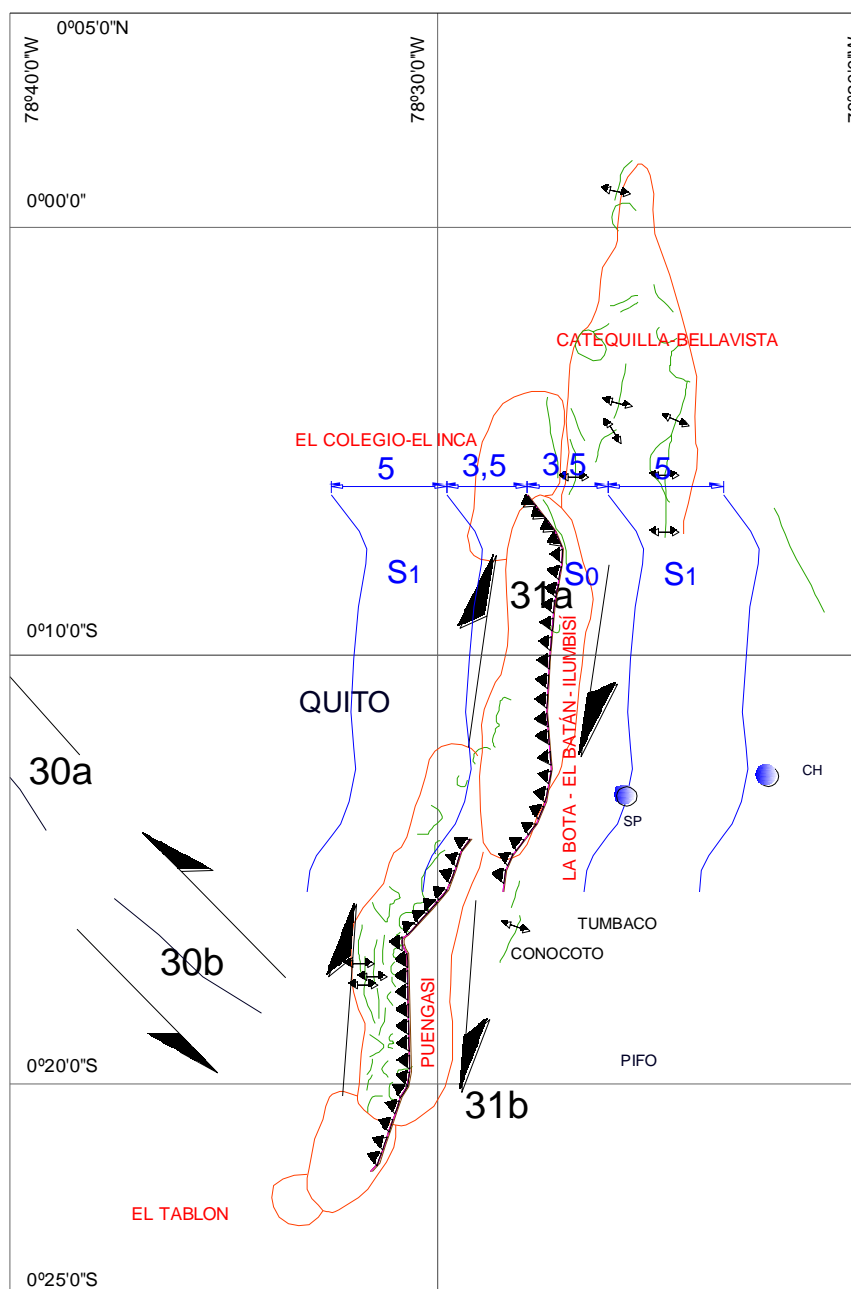 0º05'0"N
78º40'0"W
78º30'0"W
0º00'0"
CATEQUILLA-BELLAVISTA
EL COLEGIO-EL INCA
5
3,5
3,5
5
S1
S0
S1
31a
0º10'0"S
LA BOTA - EL BATÁN - ILUMBISÍ
QUITO
30a
CH
SP
TUMBACO
CONOCOTO
30b
PUENGASI
PIFO
0º20'0"S
31b
EL TABLON
0º25'0"S